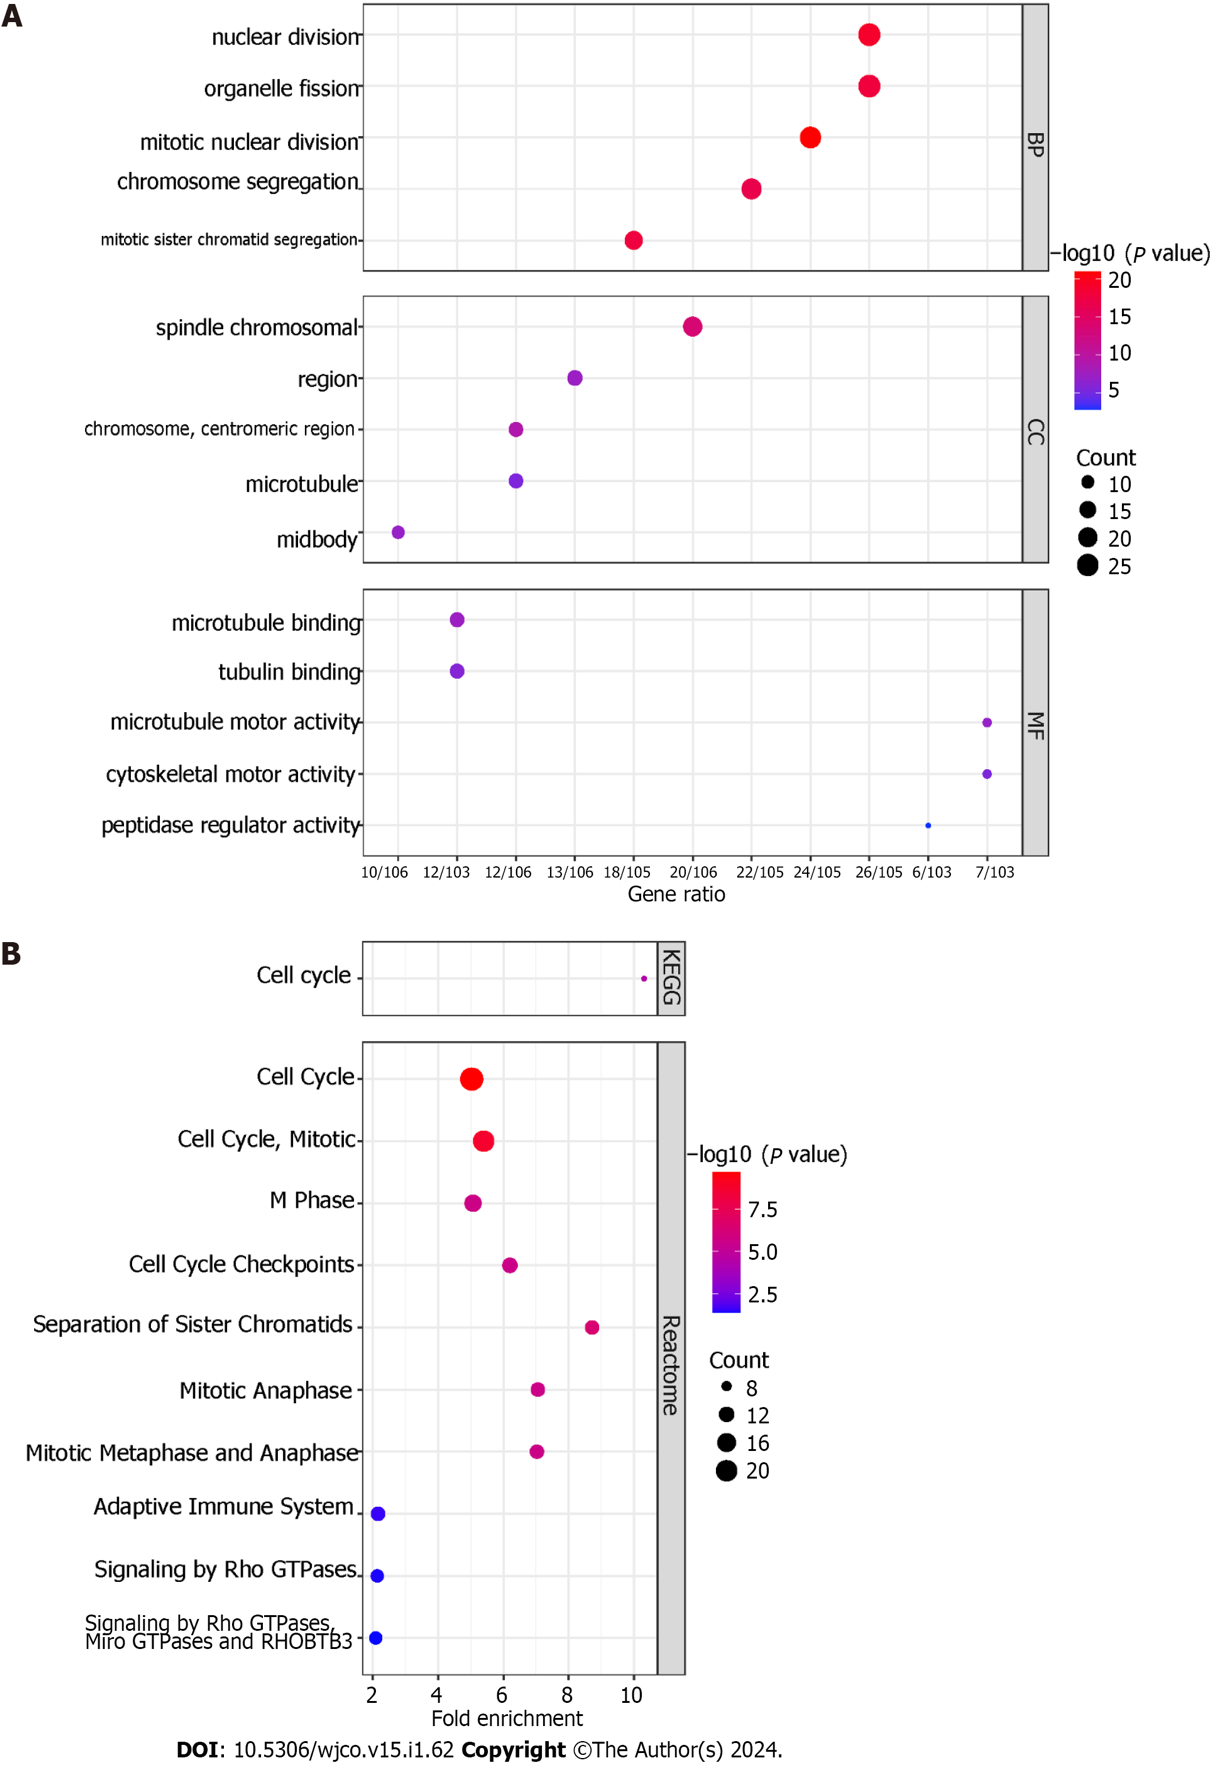 A
nuclear division
organelle fission
mitotic nuclear division
chromosome segregation
mitotic sister chromatid segregation
BP
spindle chromosomal
region
chromosome, centromeric region
microtubule
midbody
CC
microtubule binding
tubulin binding
microtubule motor activity
cytoskeletal motor activity
peptidase regulator activity
MF
10/106 12/103 12/106 13/106 18/105 20/106 22/105 24/105 26/105 6/103 7/103
Gene ratio
−log10 (P value)
20
15
10
5
Count
10
15
20
25
B
Cell cycle
KEGG
Cell Cycle
Cell Cycle, Mitotic
M Phase
Cell Cycle Checkpoints
Separation of Sister Chromatids
Mitotic Anaphase
Mitotic Metaphase and Anaphase
Adaptive Immune System
Signaling by Rho GTPases
Signaling by Rho GTPases,
Miro GTPases and RHOBTB3
Reactome
2 4 6 8 10
Fold enrichment
−log10 (P value)
7.5
5.0
2.5
Count
8
12
16
20
DOI: 10.5306/wjco.v15.i1.62 Copyright ©The Author(s) 2024.